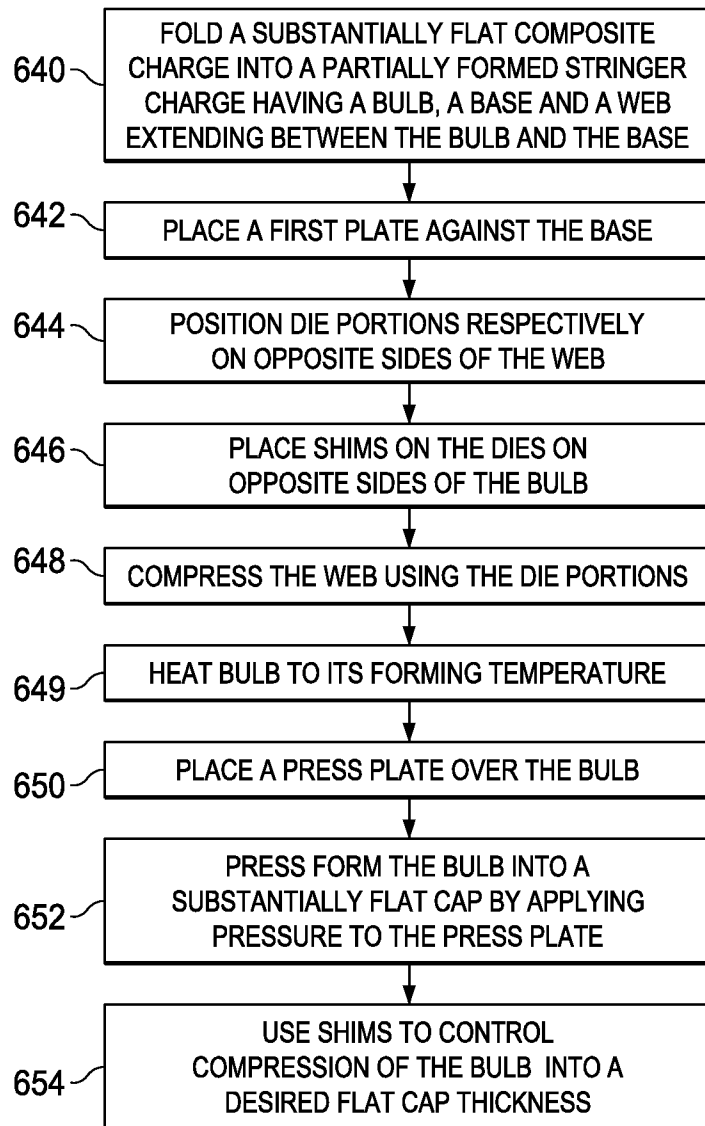 640
FOLD A SUBSTANTIALLY FLAT COMPOSITE
CHARGE INTO A PARTIALLY FORMED STRINGER
CHARGE HAVING A BULB, A BASE AND A WEB
EXTENDING BETWEEN THE BULB AND THE BASE
642
PLACE A FIRST PLATE AGAINST THE BASE
644
POSITION DIE PORTIONS RESPECTIVELY
ON OPPOSITE SIDES OF THE WEB
646
PLACE SHIMS ON THE DIES ON
OPPOSITE SIDES OF THE BULB
648
COMPRESS THE WEB USING THE DIE PORTIONS
649
HEAT BULB TO ITS FORMING TEMPERATURE
650
PLACE A PRESS PLATE OVER THE BULB
652
PRESS FORM THE BULB INTO A
SUBSTANTIALLY FLAT CAP BY APPLYING
PRESSURE TO THE PRESS PLATE
654
USE SHIMS TO CONTROL
COMPRESSION OF THE BULB INTO A
DESIRED FLAT CAP THICKNESS